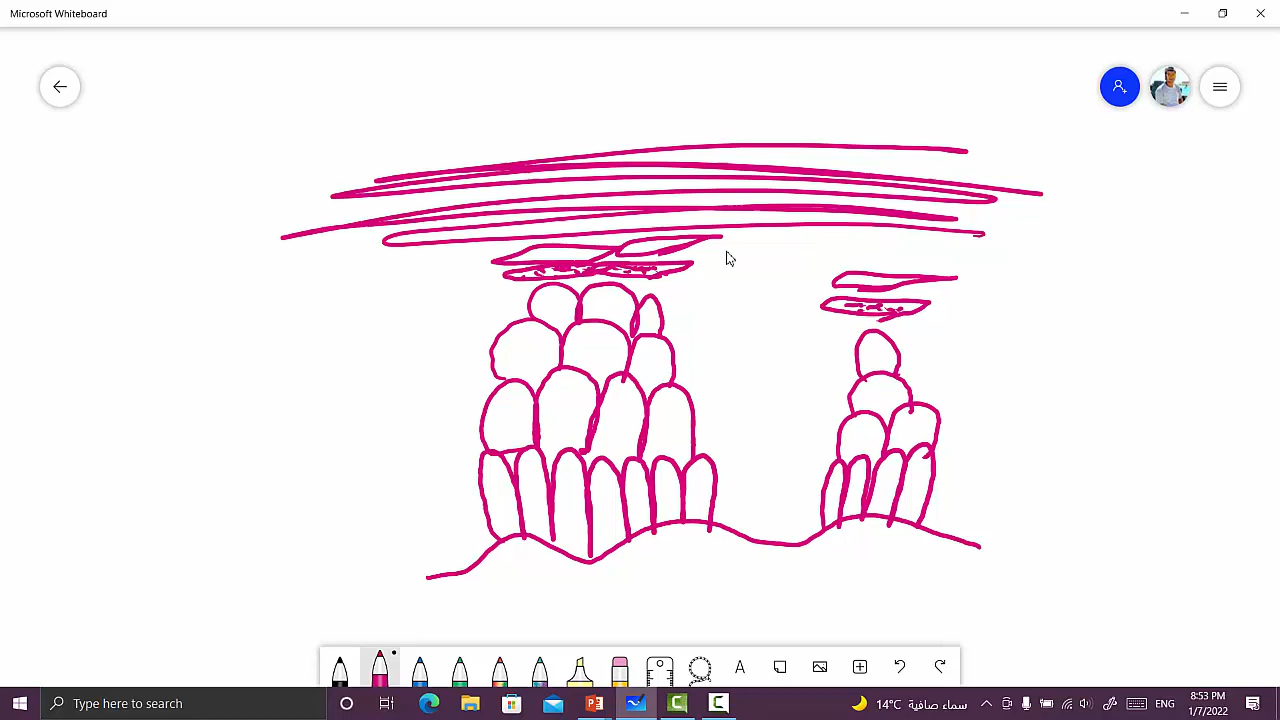 Microsoft Whiteboard
A
Type here to search
14°C سماء صافية
ENG
8:53 PM
1/7/2022